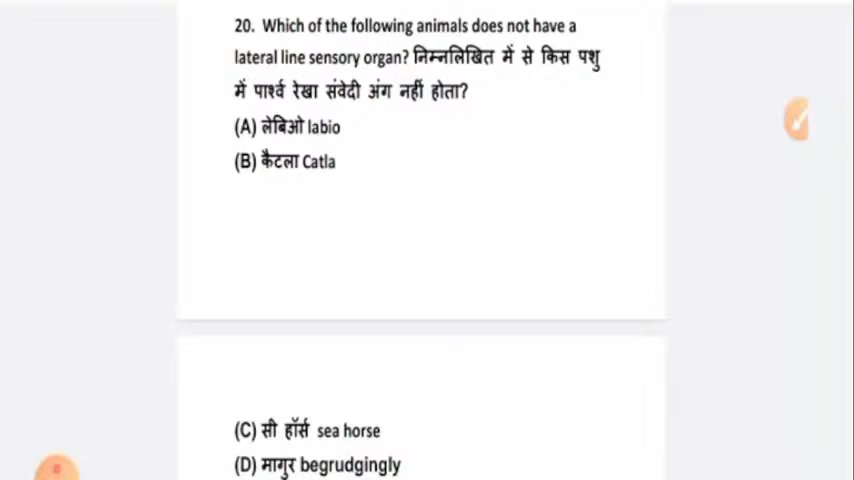 20. Which of the following animals does not have a
lateral line sensory organ? निम्नलिखित में से किस पशु
में पार्श्व रेखा संवेदी अंग नहीं होता?
(A) लेबिओ labio
(B) कैटला Catla
(C) सी हॉर्स sea horse
(D) मागुर begrudgingly